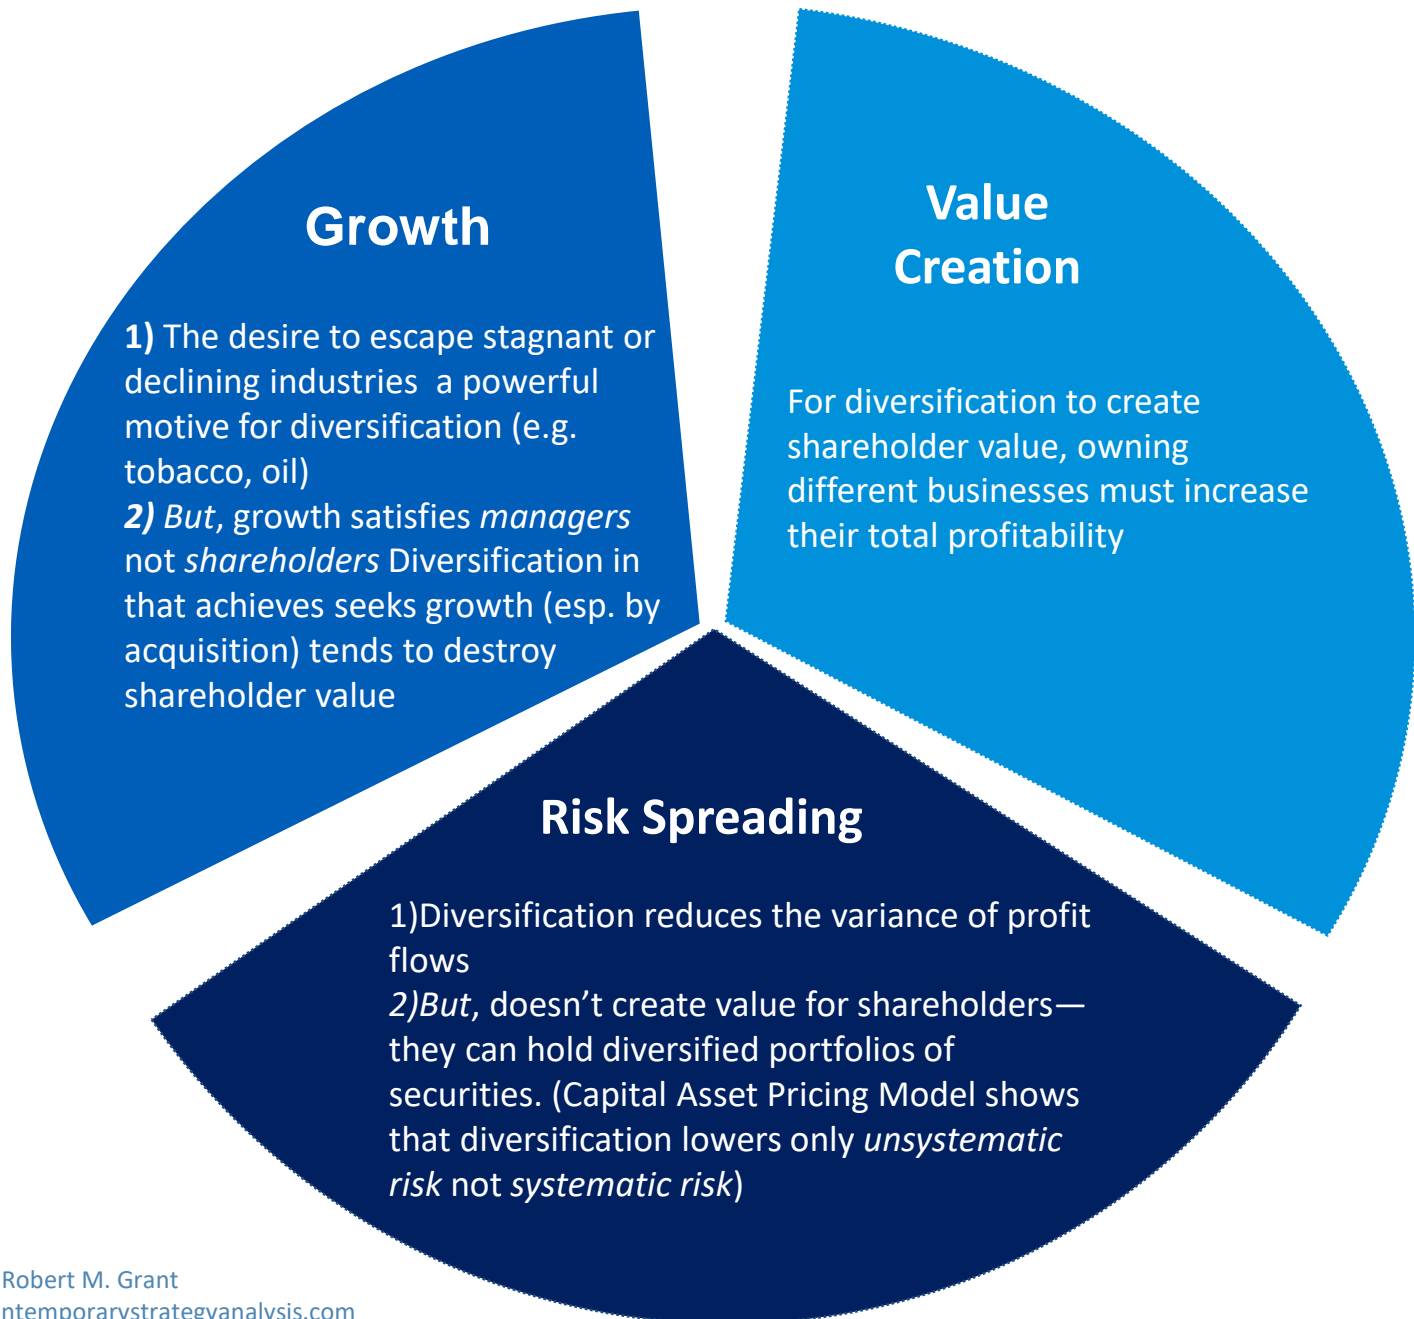 Growth
1) The desire to escape stagnant or
declining industries  a powerful
motive for diversification (e.g.
tobacco, oil)
2) But, growth satisfies managers
not shareholders Diversification in
that achieves seeks growth (esp. by
acquisition) tends to destroy
shareholder value
Value
Creation
For diversification to create
shareholder value, owning
different businesses must increase
their total profitability
Risk Spreading
1)Diversification reduces the variance of profit
flows
2)But, doesn’t create value for shareholders—
they can hold diversified portfolios of
securities. (Capital Asset Pricing Model shows
that diversification lowers only unsystematic
risk not systematic risk)
Robert M. Grant
ntemporarystrategyanalysis.com